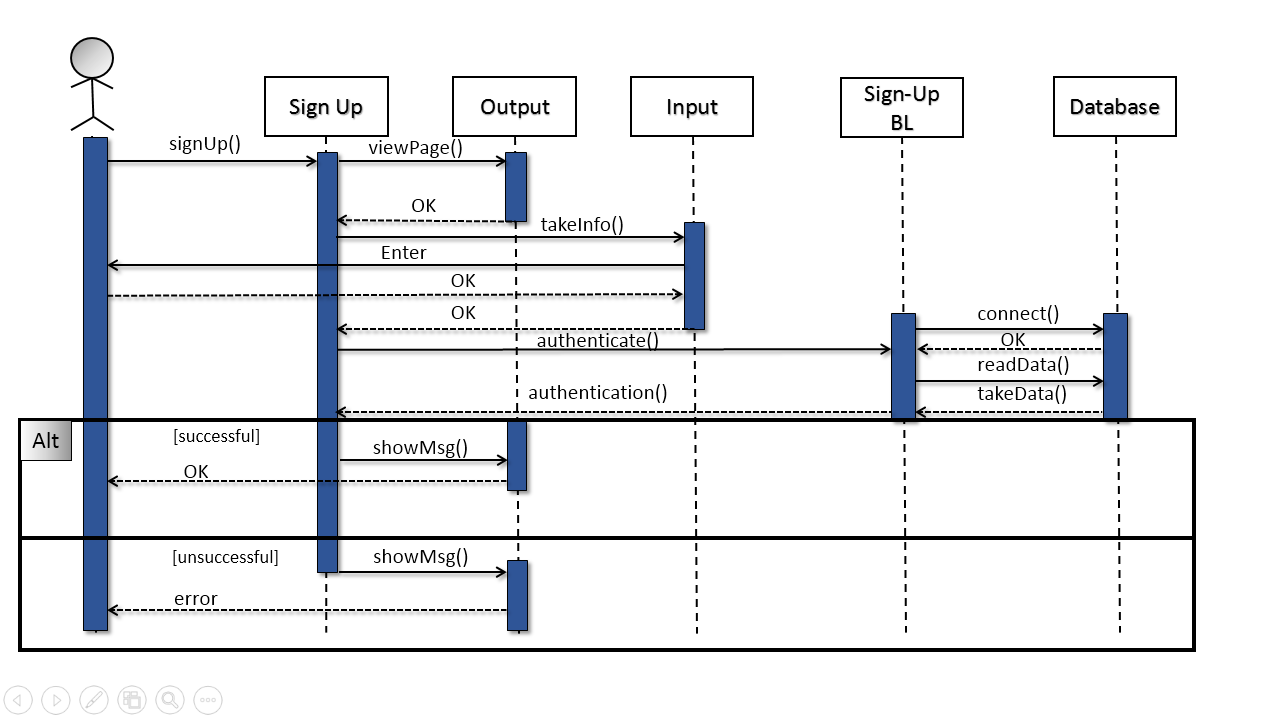 Sign Up
Output
Input
Sign-Up
BL
Database
signUp()
viewPage()
OK
takeInfo()
Enter
OK
OK
connect()
authenticate()
OK
readData()
authentication()
takeData()
Alt
[successful]
showMsg()
OK
[unsuccessful]
showMsg()
error